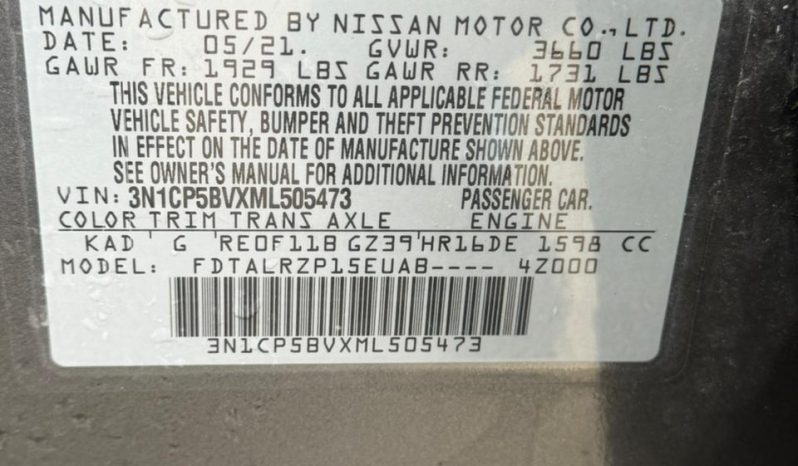 MANUFACTURED BY NISSAN MOTOR CO.,LTD.
DATE: 05/21. GVWR: 3660 LBS
GAWR FR: 1929 LBS GAWR RR: 1731 LBS
THIS VEHICLE CONFORMS TO ALL APPLICABLE FEDERAL MOTOR
VEHICLE SAFETY, BUMPER AND THEFT PREVENTION STANDARDS
IN EFFECT ON THE DATE OF MANUFACTURE SHOWN ABOVE.
SEE OWNER'S MANUAL FOR ADDITIONAL INFORMATION.
VIN: 3N1CP5BVXML505473 PASSENGER CAR.
COLOR TRIM TRANS AXLE ENGINE
KAD G RE0F11B GZ39 HR16DE 1598 CC
MODEL: FDTALRZP15EUAB---- 4Z000
3N1CP5BVXML505473